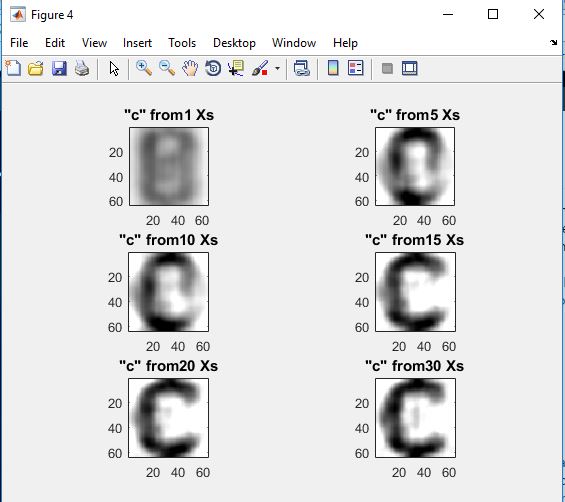 Figure 4
File Edit View Insert Tools Desktop Window Help
"c" from1 Xs
20
40
60
20 40 60
"c" from5 Xs
20
40
60
20 40 60
"c" from10 Xs
20
40
60
20 40 60
"c" from15 Xs
20
40
60
20 40 60
"c" from20 Xs
20
40
60
20 40 60
"c" from30 Xs
20
40
60
20 40 60